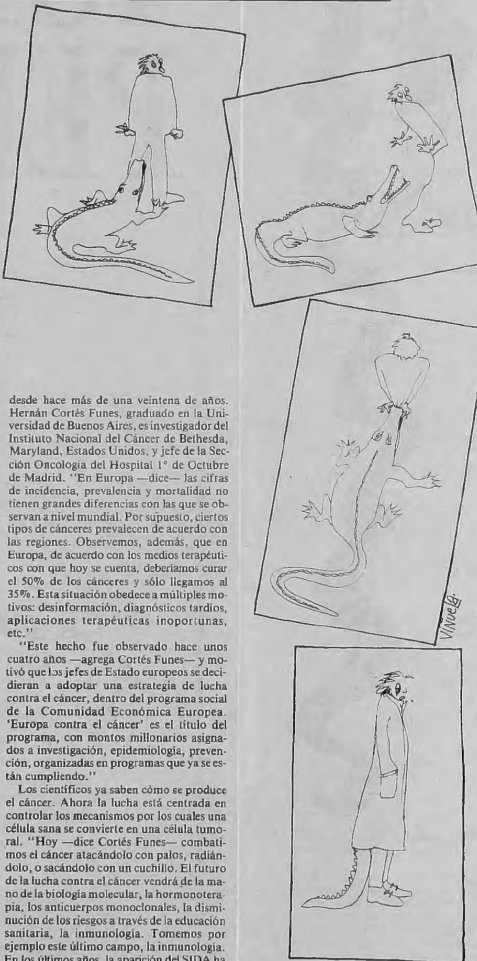 desde hace más de una veintena de años.
Hernán Cortés Funes, graduado en la Uni-
versidad de Buenos Aires, es investigador del
Instituto Nacional del Cáncer de Bethesda,
Maryland, Estados Unidos, y jefe de la Sec-
ción Oncología del Hospital 1° de Octubre
de Madrid. "En Europa —dice— las cifras
de incidencia, prevalencia y mortalidad no
tienen grandes diferencias con las que se ob-
servan a nivel mundial. Por supuesto, ciertos
tipos de cánceres prevalecen de acuerdo con
las regiones. Observemos, además, que en
Europa, de acuerdo con los medios terapéuti-
cos con que hoy se cuenta, deberíamos curar
el 50% de los cánceres y sólo llegamos al
35%. Esta situación obedece a múltiples mo-
tivos: desinformación, diagnósticos tardíos,
aplicaciones terapéuticas inoportunas,
etc."
"Este hecho fue observado hace unos
cuatro años —agrega Cortés Funes— y mo-
tivó que los jefes de Estado europeos se deci-
dieran a adoptar una estrategia de lucha
contra el cáncer, dentro del programa social
de la Comunidad Económica Europea.
'Europa contra el cáncer' es el título del
programa, con montos millonarios asigna-
dos a investigación, epidemiología, preven-
ción, organizadas en programas que ya se es-
tán cumpliendo."
Los científicos ya saben cómo se produce
el cáncer. Ahora la lucha está centrada en
controlar los mecanismos por los cuales una
célula sana se convierte en una célula tumo-
ral. "Hoy —dice Cortés Funes— combati-
mos el cáncer atacándolo con palos, radián-
dolo, o sacándolo con un cuchillo. El futuro
de la lucha contra el cáncer vendrá de la ma-
no de la biología molecular, la hormonotera-
pia, los anticuerpos monoclonales, la dismi-
nución de los riesgos a través de la educación
sanitaria, la inmunología. Tomemos por
ejemplo este último campo, la inmunología.
En los últimos años, la aparición del SIDA ha
VIÑUELA